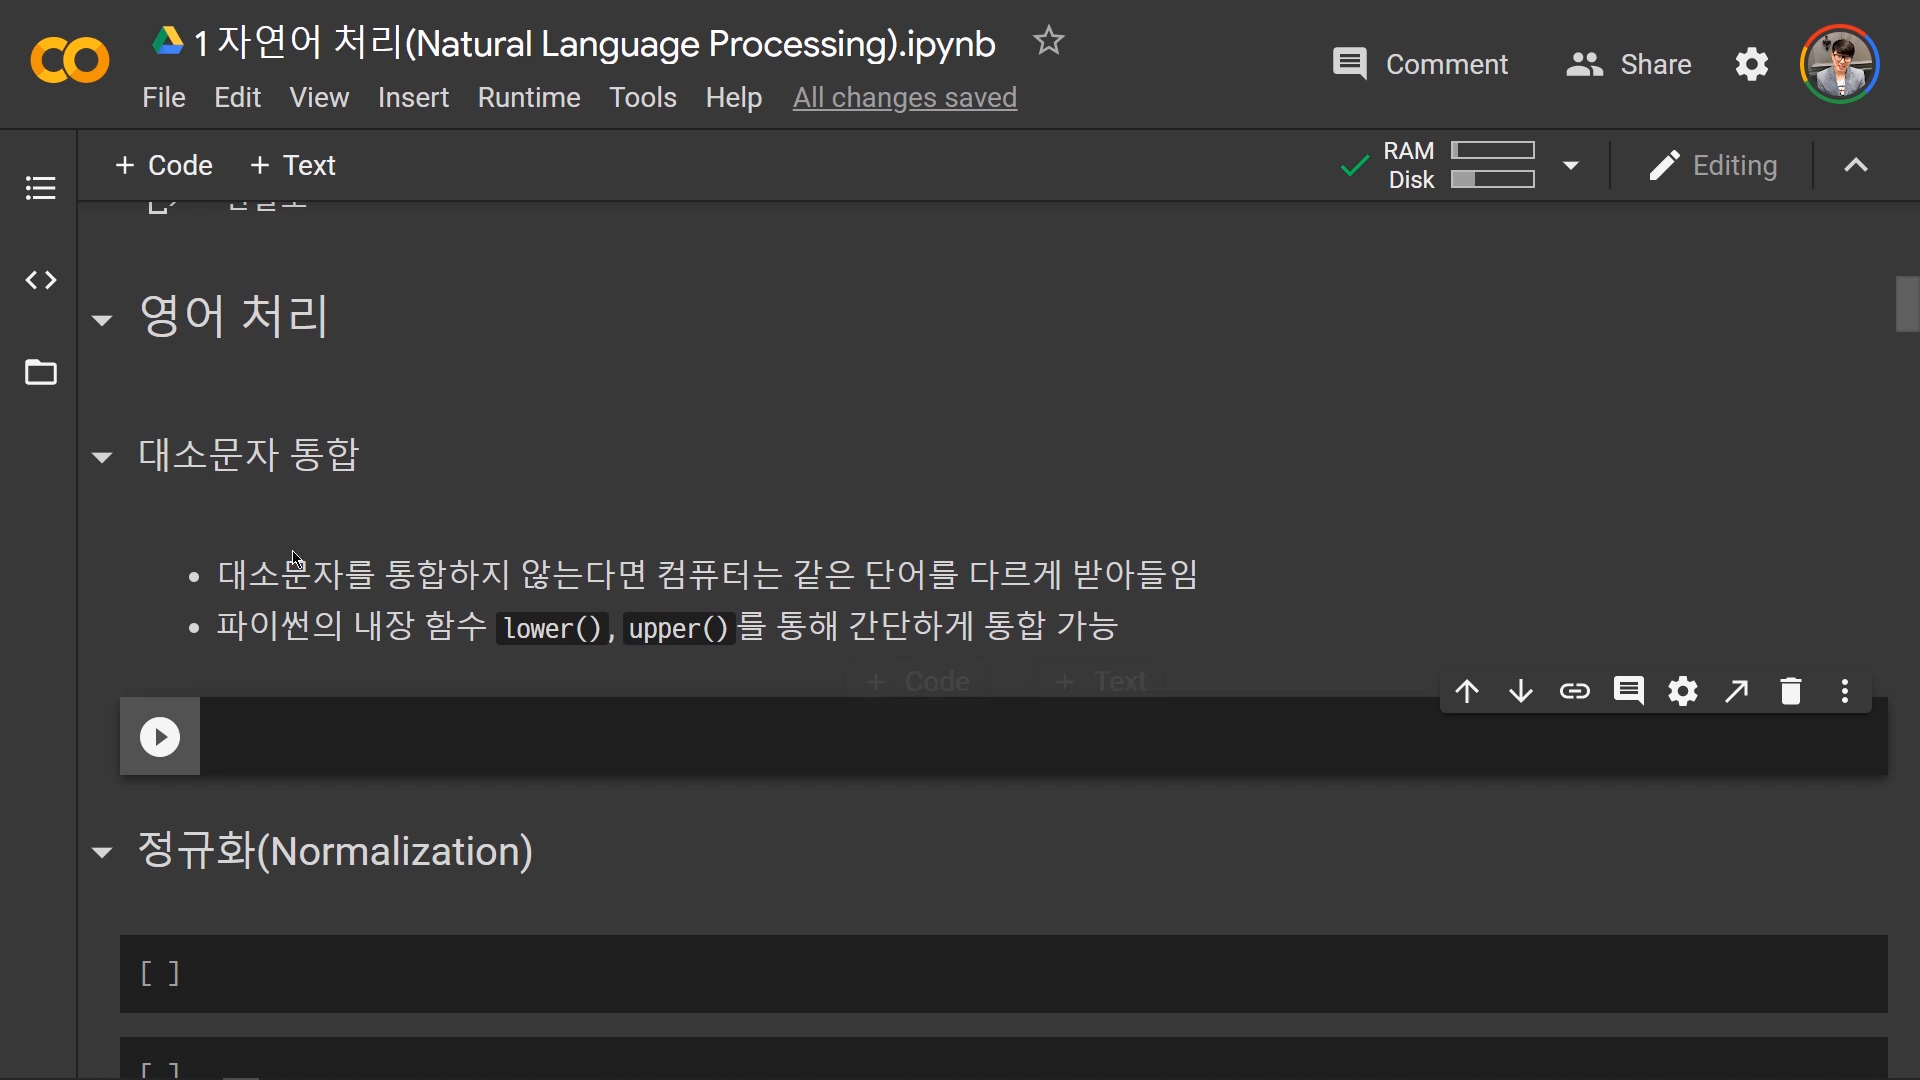 1 자연어 처리(Natural Language Processing).ipynb
Comment
Share
File Edit View Insert Runtime Tools Help All changes saved
+ Code + Text
RAM
Disk
Editing
영어 처리
대소문자 통합
• 대소문자를 통합하지 않는다면 컴퓨터는 같은 단어를 다르게 받아들임
• 파이썬의 내장 함수 lower(), upper()를 통해 간단하게 통합 가능
+ Code + Text
정규화(Normalization)
[ ]
[ ]